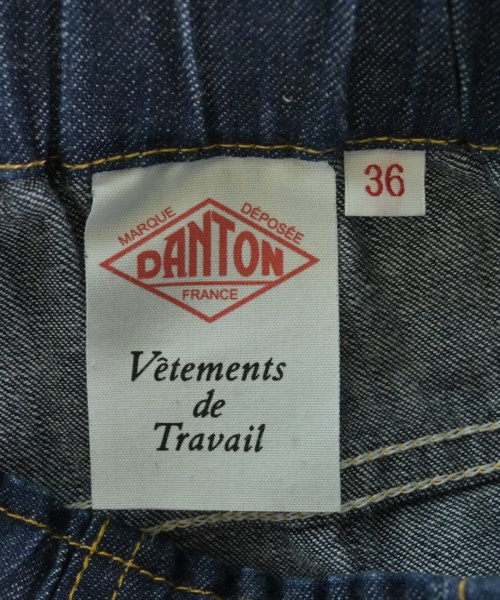 MARQUE DÉPOSÉE
DANTON
FRANCE
Vêtements
de
Travail
36